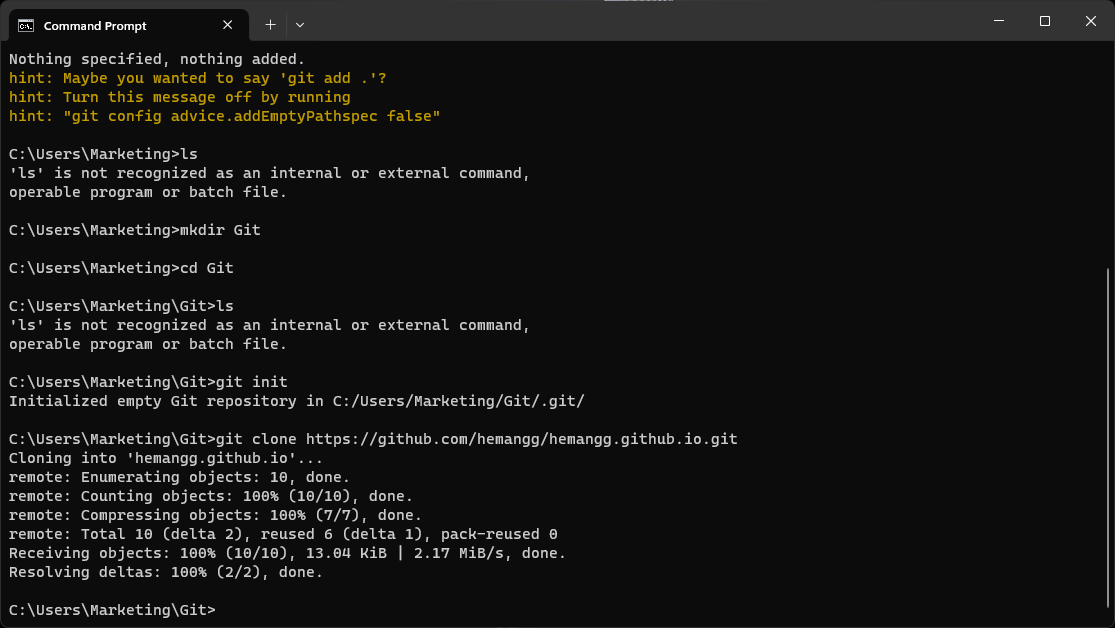 Command Prompt
Nothing specified, nothing added.
hint: Maybe you wanted to say 'git add .'?
hint: Turn this message off by running
hint: "git config advice.addEmptyPathspec false"
C:\Users\Marketing>ls
'ls' is not recognized as an internal or external command,
operable program or batch file.
C:\Users\Marketing>mkdir Git
C:\Users\Marketing>cd Git
C:\Users\Marketing\Git>ls
'ls' is not recognized as an internal or external command,
operable program or batch file.
C:\Users\Marketing\Git>git init
Initialized empty Git repository in C:/Users/Marketing/Git/.git/
C:\Users\Marketing\Git>git clone https://github.com/hemangg/hemangg.github.io.git
Cloning into 'hemangg.github.io'...
remote: Enumerating objects: 10, done.
remote: Counting objects: 100% (10/10), done.
remote: Compressing objects: 100% (7/7), done.
remote: Total 10 (delta 2), reused 6 (delta 1), pack-reused 0
Receiving objects: 100% (10/10), 13.04 KiB | 2.17 MiB/s, done.
Resolving deltas: 100% (2/2), done.
C:\Users\Marketing\Git>